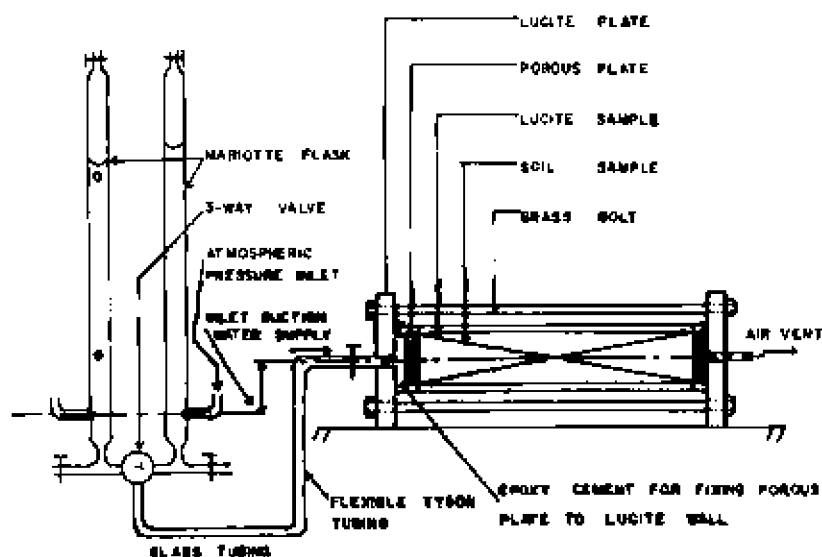 LUCITE PLATE
POROUS PLATE
LUCITE SAMPLE
SOIL SAMPLE
BRASS BOLT
MARIOTTE FLASK
3-WAY VALVE
ATMOSPHERIC
PRESSURE INLET
INLET SUCTION
WATER SUPPLY
AIR VENT
FLEXIBLE TYGON
TUBING
GLASS TUBING
EPOXY CEMENT FOR FIXING POROUS
PLATE TO LUCITE WALL